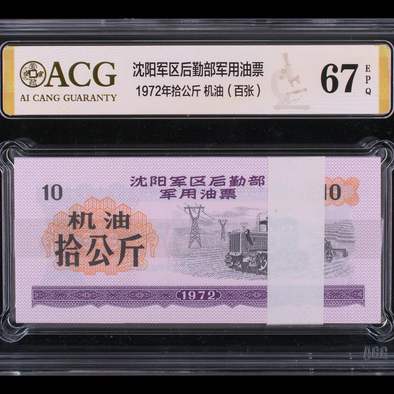 ACG
AI CANG GUARANTY
沈阳军区后勤部军用油票
1972年拾公斤 机油（百张）
67
EPQ
10
沈阳军区后勤部
军用油票
10
机油
拾公斤
1972
ACG